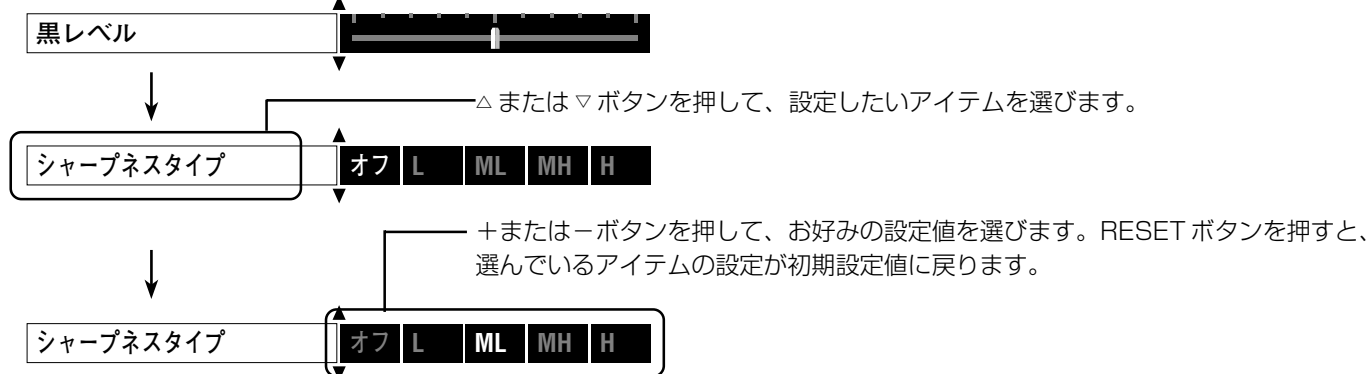 黒レベル
△ または ▽ ボタンを押して、設定したいアイテムを選びます。
シャープネスタイプ オフ L ML MH H
＋または－ボタンを押して、お好みの設定値を選びます。RESET ボタンを押すと、
選んでいるアイテムの設定が初期設定値に戻ります。
シャープネスタイプ オフ L ML MH H